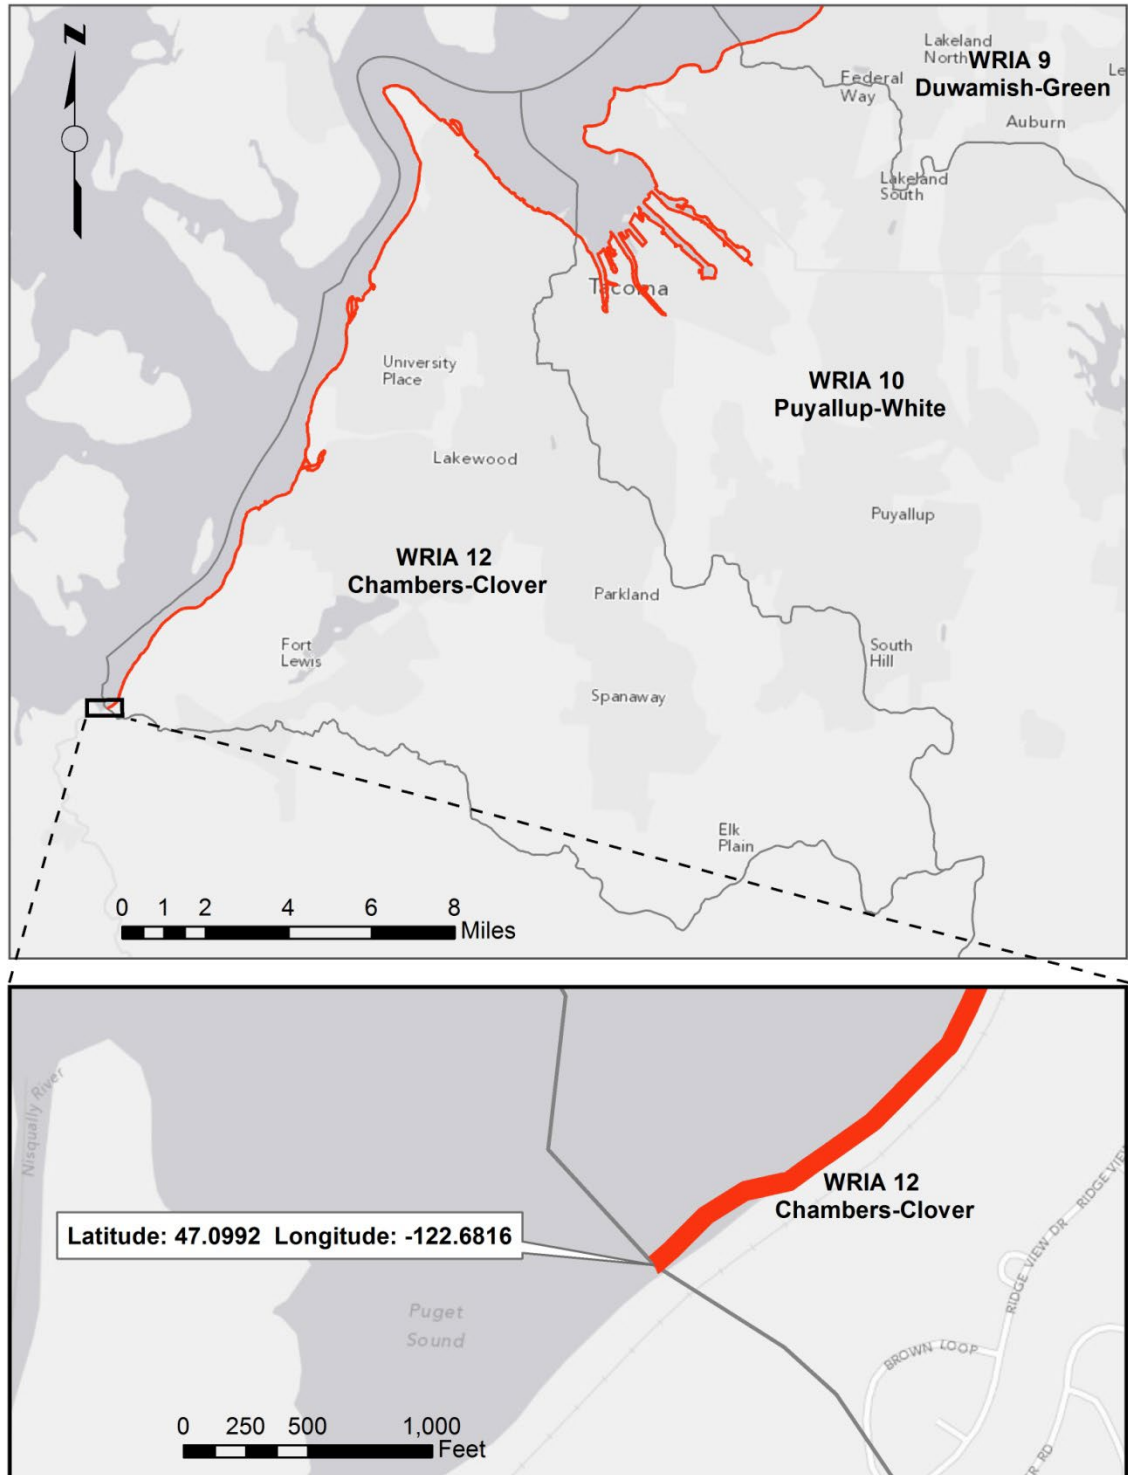 N
Lakeland
North
WRIA 9
Duwamish-Green
Federal
Way
Le
Auburn
Lakeland
South
Tacoma
University
Place
WRIA 10
Puyallup-White
Lakewood
Puyallup
WRIA 12
Chambers-Clover
Parkland
Fort
Lewis
South
Hill
Spanaway
Elk
Plain
0 1 2 4 6 8
Miles
Nisqually River
WRIA 12
Chambers-Clover
Latitude: 47.0992 Longitude: -122.6816
RIDGE VIEW DR
RIDGE VIEW
Puget
Sound
BROWN LOOP
0 250 500 1,000
Feet
ER RD